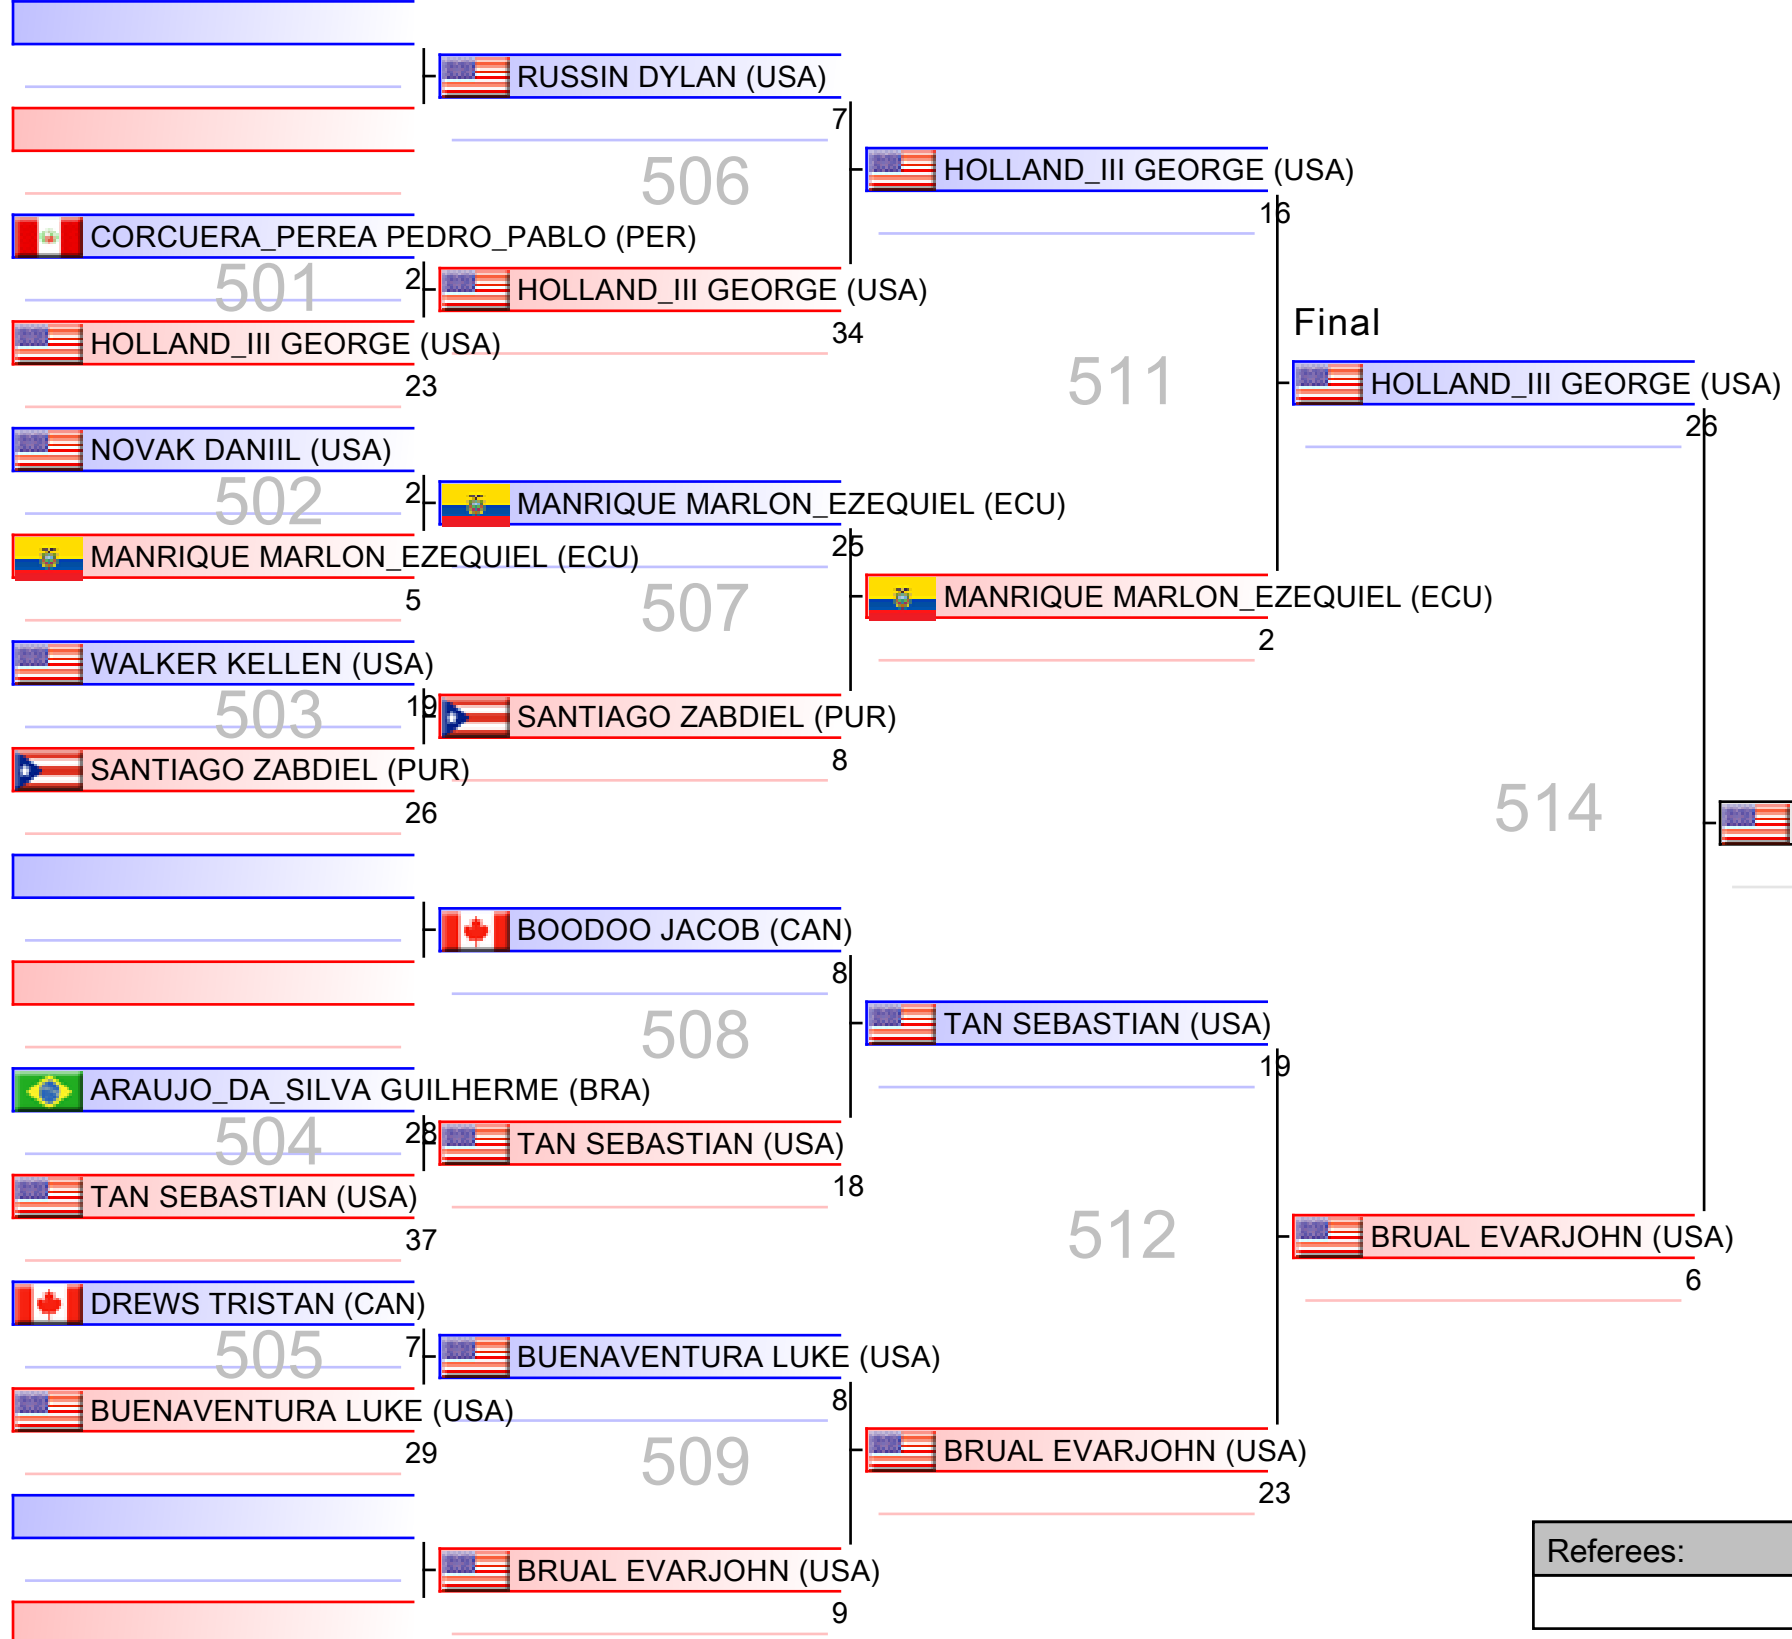 RUSSIN DYLAN (USA)
7
506
HOLLAND_III GEORGE (USA)
16
CORCUERA_PEREA PEDRO_PABLO (PER)
2
501
HOLLAND_III GEORGE (USA)
34
HOLLAND_III GEORGE (USA)
23
Final
511
HOLLAND_III GEORGE (USA)
26
NOVAK DANIIL (USA)
2
502
MANRIQUE MARLON_EZEQUIEL (ECU)
25
MANRIQUE MARLON_EZEQUIEL (ECU)
5
507
MANRIQUE MARLON_EZEQUIEL (ECU)
2
WALKER KELLEN (USA)
19
503
SANTIAGO ZABDIEL (PUR)
8
SANTIAGO ZABDIEL (PUR)
26
514
BOODOO JACOB (CAN)
8
508
TAN SEBASTIAN (USA)
19
ARAUJO_DA_SILVA GUILHERME (BRA)
28
504
TAN SEBASTIAN (USA)
18
TAN SEBASTIAN (USA)
37
512
BRUAL EVARJOHN (USA)
6
DREWS TRISTAN (CAN)
7
505
BUENAVENTURA LUKE (USA)
8
BUENAVENTURA LUKE (USA)
29
509
BRUAL EVARJOHN (USA)
23
BRUAL EVARJOHN (USA)
9
Referees: